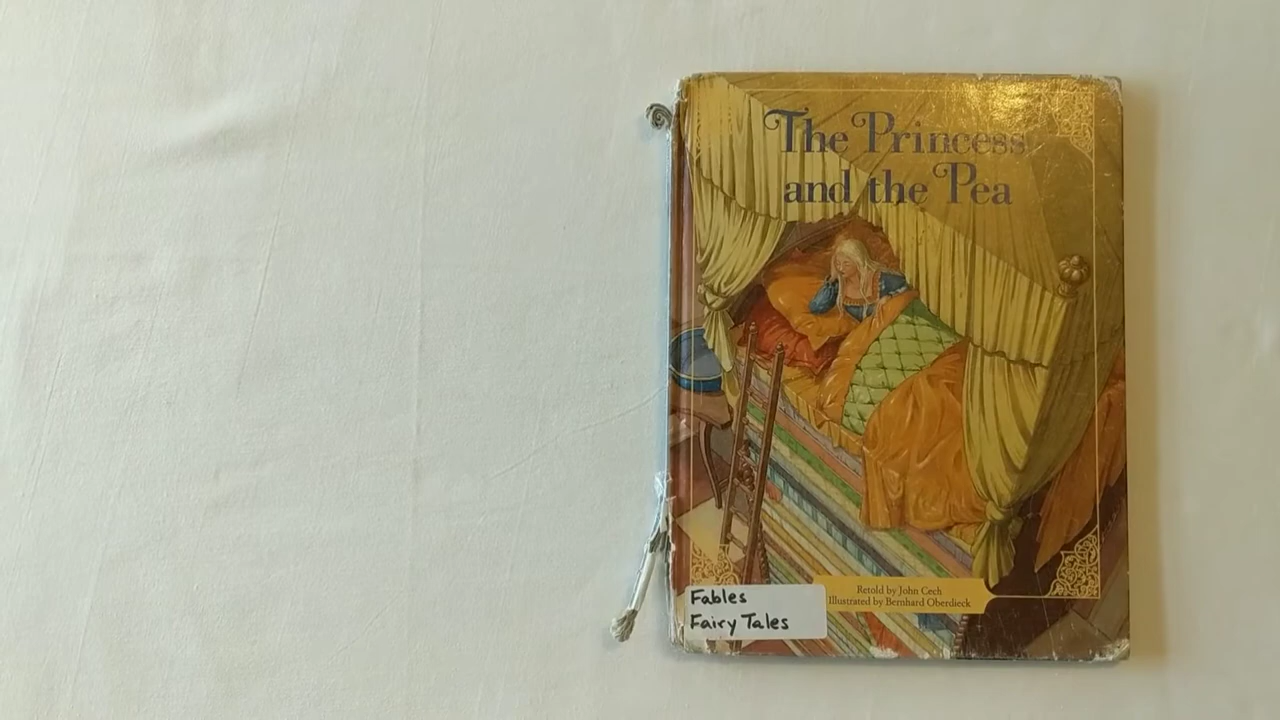 The Princess
and the Pea
Retold by John Cech
Illustrated by Bernhard Oberdieck
Fables
Fairy Tales